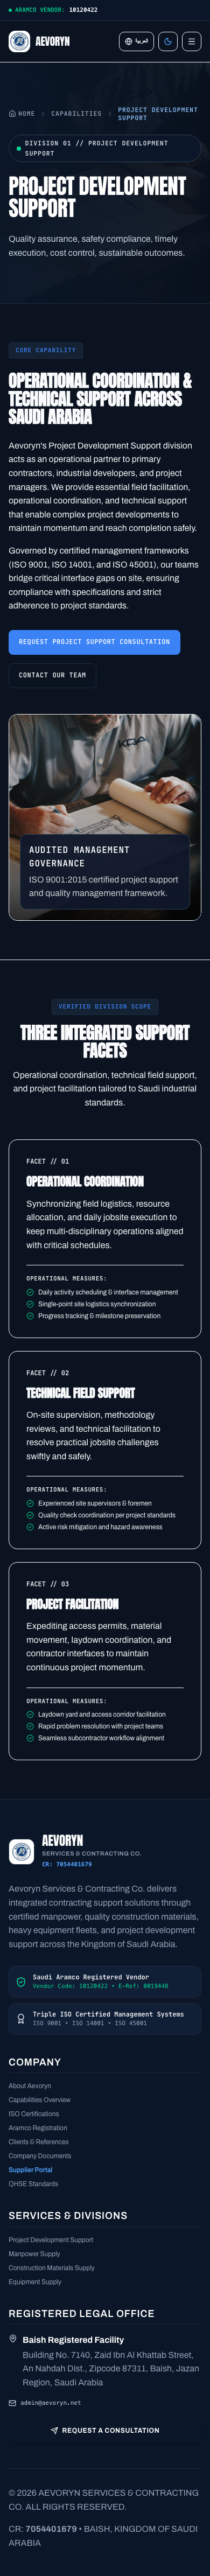 ARAMCO VENDOR: 10120422
AEVORYN
العربية
HOME
CAPABILITIES
PROJECT DEVELOPMENT
SUPPORT
DIVISION 01 // PROJECT DEVELOPMENT
SUPPORT
PROJECT DEVELOPMENT
SUPPORT
Quality assurance, safety compliance, timely
execution, cost control, sustainable outcomes.
CORE CAPABILITY
OPERATIONAL COORDINATION &
TECHNICAL SUPPORT ACROSS
SAUDI ARABIA
Aevoryn's Project Development Support division
acts as an operational partner to primary
contractors, industrial developers, and project
managers. We provide essential field facilitation,
operational coordination, and technical support
that enable complex project developments to
maintain momentum and reach completion safely.
Governed by certified management frameworks
(ISO 9001, ISO 14001, and ISO 45001), our teams
bridge critical interface gaps on site, ensuring
compliance with specifications and strict
adherence to project standards.
REQUEST PROJECT SUPPORT CONSULTATION
CONTACT OUR TEAM
AUDITED MANAGEMENT
GOVERNANCE
ISO 9001:2015 certified project support
and quality management framework.
VERIFIED DIVISION SCOPE
THREE INTEGRATED SUPPORT
FACETS
Operational coordination, technical field support,
and project facilitation tailored to Saudi industrial
standards.
FACET // 01
OPERATIONAL COORDINATION
Synchronizing field logistics, resource
allocation, and daily jobsite execution to
keep multi-disciplinary operations aligned
with critical schedules.
OPERATIONAL MEASURES:
Daily activity scheduling & interface management
Single-point site logistics synchronization
Progress tracking & milestone preservation
FACET // 02
TECHNICAL FIELD SUPPORT
On-site supervision, methodology
reviews, and technical facilitation to
resolve practical jobsite challenges
swiftly and safely.
OPERATIONAL MEASURES:
Experienced site supervisors & foremen
Quality check coordination per project standards
Active risk mitigation and hazard awareness
FACET // 03
PROJECT FACILITATION
Expediting access permits, material
movement, laydown coordination, and
contractor interfaces to maintain
continuous project momentum.
OPERATIONAL MEASURES:
Laydown yard and access corridor facilitation
Rapid problem resolution with project teams
Seamless subcontractor workflow alignment
AEVORYN
SERVICES & CONTRACTING CO.
CR: 7054401679
Aevoryn Services & Contracting Co. delivers
integrated contracting support solutions through
certified manpower, quality construction materials,
heavy equipment fleets, and project development
support across the Kingdom of Saudi Arabia.
Saudi Aramco Registered Vendor
Vendor Code: 10120422 • E-Ref: 0019448
Triple ISO Certified Management Systems
ISO 9001 • ISO 14001 • ISO 45001
COMPANY
About Aevoryn
Capabilities Overview
ISO Certifications
Aramco Registration
Clients & References
Company Documents
Supplier Portal
QHSE Standards
SERVICES & DIVISIONS
Project Development Support
Manpower Supply
Construction Materials Supply
Equipment Supply
REGISTERED LEGAL OFFICE
Baish Registered Facility
Building No. 7140, Zaid Ibn Al Khattab Street,
An Nahdah Dist., Zipcode 87311, Baish, Jazan
Region, Saudi Arabia
admin@aevoryn.net
REQUEST A CONSULTATION
© 2026 AEVORYN SERVICES & CONTRACTING
CO. ALL RIGHTS RESERVED.
CR: 7054401679 • BAISH, KINGDOM OF SAUDI
ARABIA